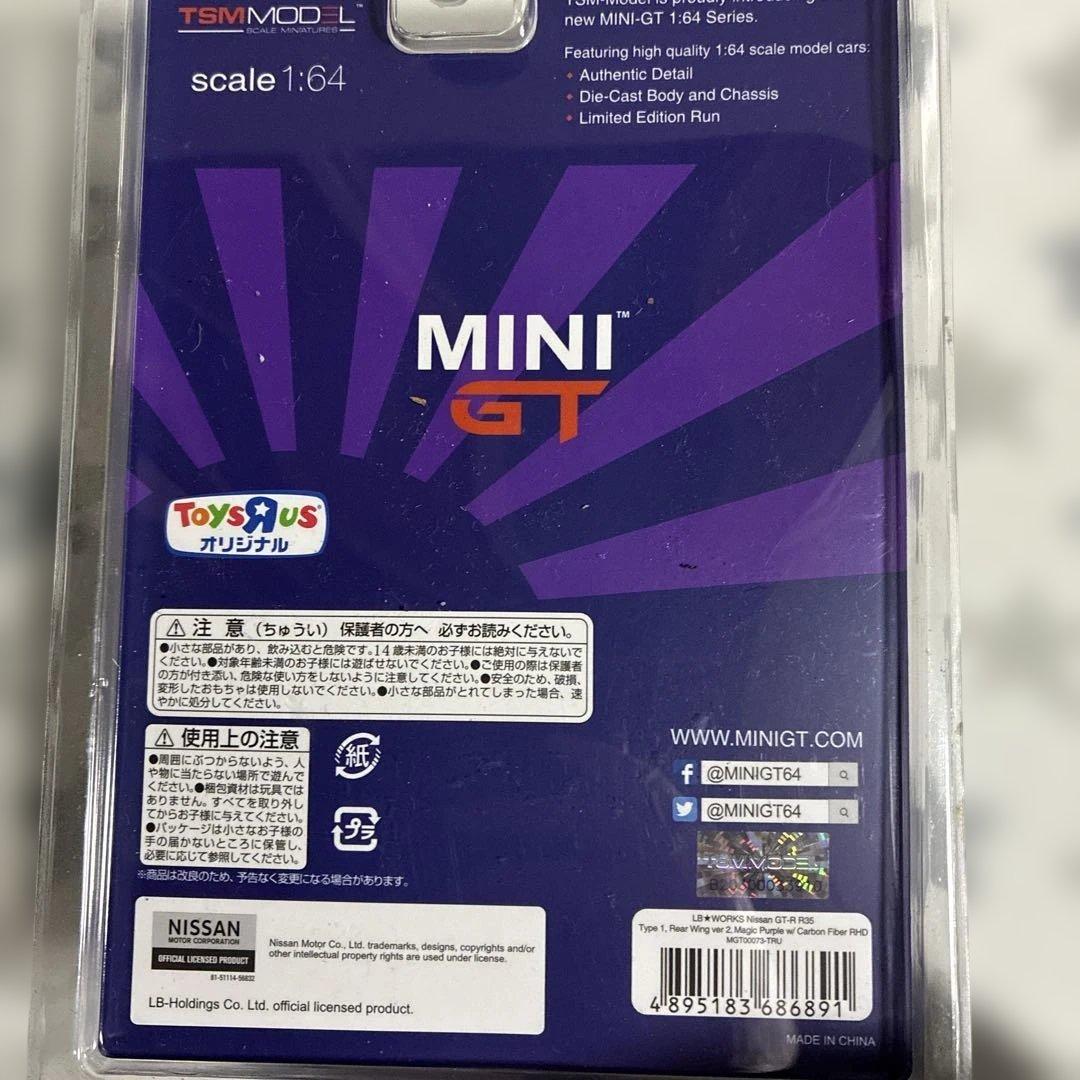 TSMMODEL
SCALE MINIATURES
scale 1:64
TSM-Model is proudly
new MINI-GT 1:64 Series.
Featuring high quality 1:64 scale model cars:
• Authentic Detail
• Die-Cast Body and Chassis
• Limited Edition Run
MINI™
GT
TOYSRUS
オリジナル
⚠注 意(ちゅうい) 保護者の方へ 必ずお読みください。
●小さな部品があり、飲み込むと危険です。14歳未満のお子様には絶対に与えないで
ください。●対象年齢未満のお子様には遊ばせないでください。●ご使用の際は保護者
の方が付き添い、危険な使い方をしないように注意してください。●安全のため、破損、
変形したおもちゃは使用しないでください。●小さな部品がとれてしまった場合、速
やかに処分してください。
⚠使用上の注意
●周囲にぶつからないよう、人
や物に当たらない場所で遊んで
ください。●梱包資材は玩具では
ありません。すべてを取り外し
てからお子様に与えてください。
●パッケージは小さなお子様の
手の届かないところに保管し、
必要に応じて参照してください。
紙
プラ
※商品は改良のため、予告なく変更になる場合があります。
WWW.MINIGT.COM
@MINIGT64
@MINIGT64
TSM-MODEL
NISSAN
MOTOR CORPORATION
OFFICIAL LICENSED PRODUCT
81-51114-56832
Nissan Motor Co., Ltd. trademarks, designs, copyrights and/or
other intellectual property rights are used under license.
LB-Holdings Co. Ltd. official licensed product.
LB★WORKS Nissan GT-R R35
Type 1, Rear Wing ver 2, Magic Purple w/ Carbon Fiber RHD
MGT00073-TRU
4 895183 686891
MADE IN CHINA